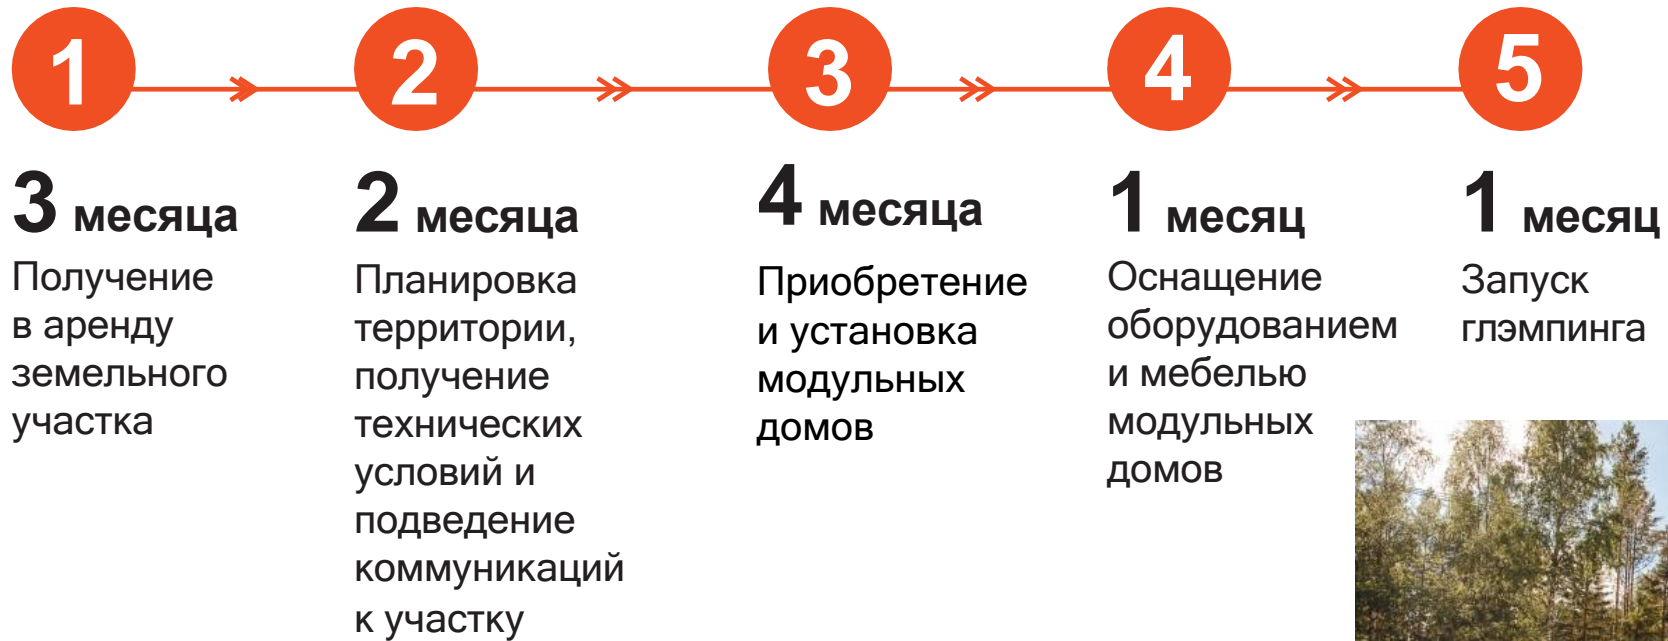 1
2
3
4
5
3 месяца
Получение
в аренду
земельного
участка
2 месяца
Планировка
территории,
получение
технических
условий и
подведение
коммуникаций
к участку
4 месяца
Приобретение
и установка
модульных
домов
1 месяц
Оснащение
оборудованием
и мебелью
модульных
домов
1 месяц
Запуск
глэмпинга